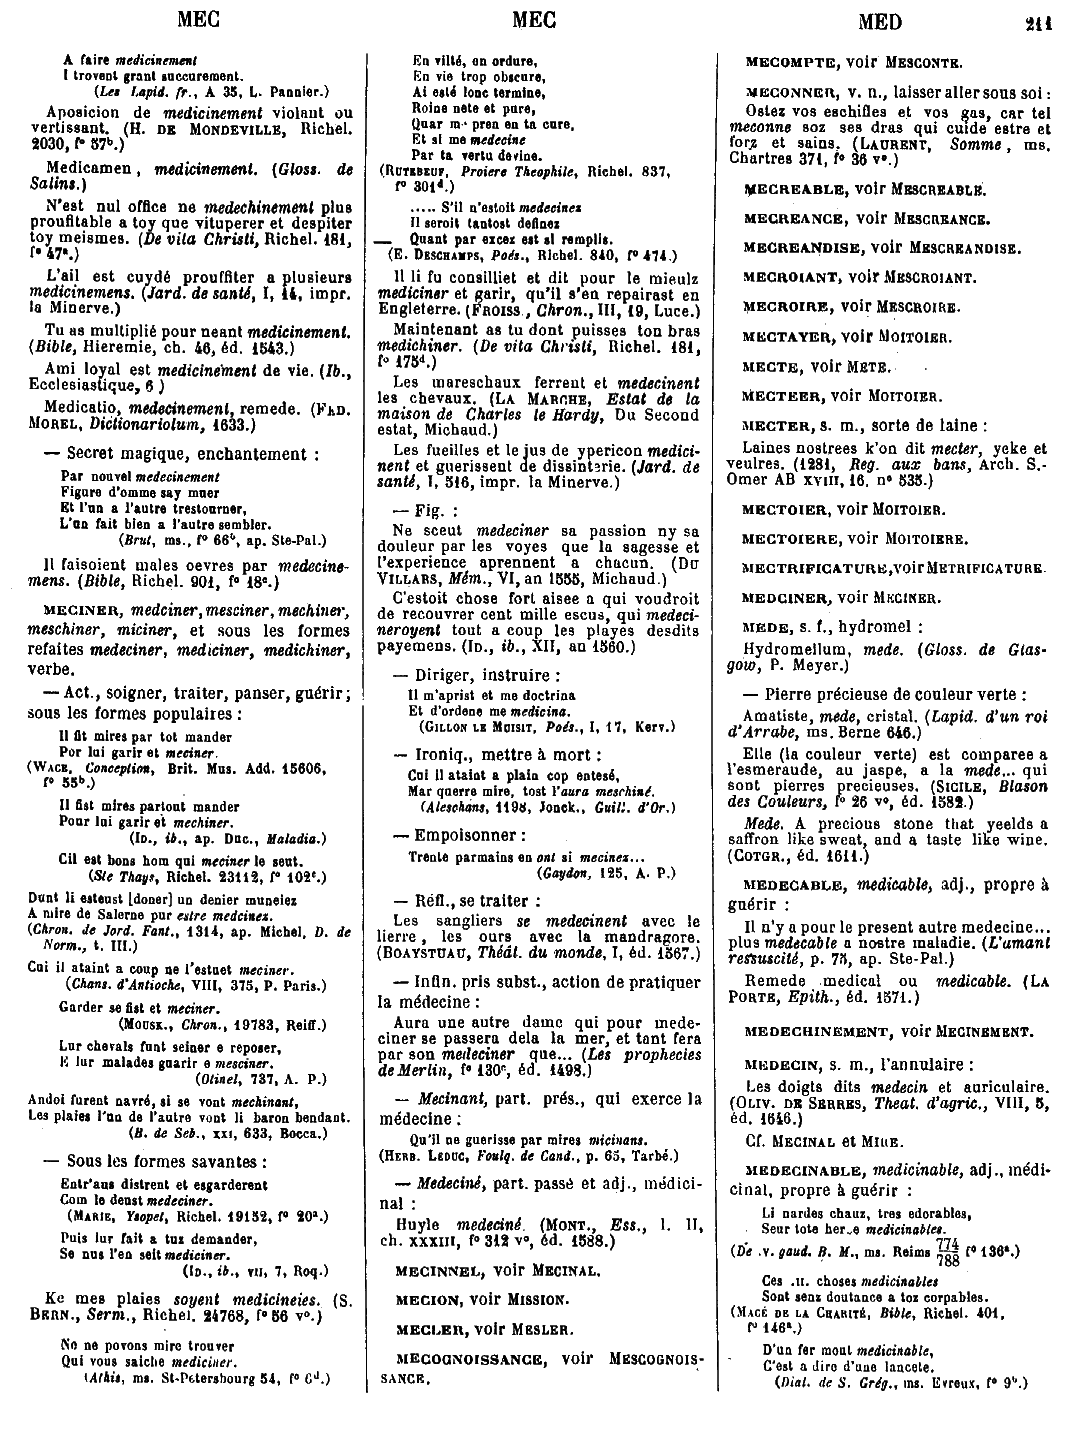 MEC
MEC
MED
211
A faire medicinement
I trovent grant succurement.
(Les Lapid. fr., A 35, L. Pannier.)
Aposicion de medicinement violant ou
vertissant. (H. DE MONDEVILLE, Richel.
2030, f° 57ᵇ.)
Medicamen, medicinement. (Gloss. de
Salins.)
N'est nul office ne medechinement plus
proufitable a toy que vituperer et despiter
toy meismes. (De vita Christi, Richel. 181,
f° 47ᵃ.)
L'ail est cuydé prouffiter a plusieurs
medicinemens. (Jard. de santé, I, 14, impr.
la Minerve.)
Tu as multiplié pour neant medicinement.
(Bible, Hieremie, ch. 46, éd. 1543.)
Ami loyal est medicinement de vie. (Ib.,
Ecclesiastique, 6)
Medicatio, medecinement, remede. (FED.
MOREL, Dictionariolum, 1633.)
— Secret magique, enchantement :
Par nouvel medecinement
Figure d'omme say muer
Et l'un a l'autre trestourner,
L'un fait bien a l'autre sembler.
(Brut, ms., f° 66ᵇ, ap. Ste-Pal.)
Il faisoient males oevres par medecine-
mens. (Bible, Richel. 901, f° 18ᶜ.)
MECINER, medciner, mesciner, mechiner,
meschiner, miciner, et sous les formes
refaites medeciner, mediciner, medichiner,
verbe.
— Act., soigner, traiter, panser, guérir;
sous les formes populaires :
Il fit mires par tot mander
Por lui garir et meciner.
(WACE, Conception, Brit. Mus. Add. 15606,
f° 55ᵇ.)
Il fist mires partout mander
Pour lui garir et mechiner.
(ID., ib., ap. Duc., Maladia.)
Cil est bons hom qui meciner le seut.
(Ste Thays, Richel. 23112, f° 102ᶜ.)
Dunt li esteust [doner] un denier muneiez
A mire de Salerne pur estre medcinez.
(Chron. de Jord. Fant., 1314, ap. Michel, D. de
Norm., t. III.)
Cui il ataint a coup ne l'estuet meciner.
(Chans. d'Antioche, VIII, 375, P. Paris.)
Garder se fist et meciner.
(MOUSK., Chron., 19783, Reiff.)
Lur chevals funt seiner e reposer,
E lur malades guarir e mesciner.
(Otinel, 737, A. P.)
Andoi furent navré, si se vont mechinant,
Les plaies l'un de l'autre vont li baron bendant.
(B. de Seb., XXI, 633, Bocca.)
— Sous les formes savantes :
Entr'aus distrent et esgarderent
Com le deust medeciner.
(MARIE, Ysopet, Richel. 19152, f° 20ᵃ.)
Puis lur fait a tuz demander,
Se nus l'en seit mediciner.
(ID., ib., VII, 7, Roq.)
Ke mes plaies soyent medicineies. (S.
BERN., Serm., Richel. 24768, f° 56 v°.)
No ne povons mire trouver
Qui vous saiche mediciner.
(Athis, ms. St-Pétersbourg 54, f° 6ᵈ.)
En vilté, en ordure,
En vie trop obscure,
Ai esté lonc termine,
Roine nete et pure,
Quar me pren en ta cure,
Et si me medecine
Par ta vertu devine.
(RUTEBEUF, Proiere Theophile, Richel. 837,
f° 301ᵈ.)
..... S'il n'estoit medecinez
Il seroit tantost definez
Quant par excez est si remplis.
(E. DESCHAMPS, Poés., Richel. 840, f° 474.)
Il li fu consilliet et dit pour le mieulz
mediciner et garir, qu'il s'en repairast en
Engleterre. (FROISS., Chron., III, 19, Luce.)
Maintenant as tu dont puisses ton bras
medichiner. (De vita Christi, Richel. 181,
f° 175ᵈ.)
Les mareschaux ferrent et medecinent
les chevaux. (LA MARCHE, Estat de la
maison de Charles le Hardy, Du Second
estat, Michaud.)
Les fueilles et le jus de ypericon medici-
nent et guerissent de dissinterie. (Jard. de
santé, I, 516, impr. la Minerve.)
— Fig. :
Ne sceut medeciner sa passion ny sa
douleur par les voyes que la sagesse et
l'experience aprennent a chacun. (DU
VILLARS, Mém., VI, an 1555, Michaud.)
C'estoit chose fort aisee a qui voudroit
de recouvrer cent mille escus, qui medeci-
neroyent tout a coup les playes desdits
payemens. (ID., ib., XII, an 1560.)
— Diriger, instruire :
Il m'aprist et me doctrina
Et d'ordene me medicina.
(GILLON LE MUISIT, Poés., I, 17, Kerv.)
— Ironiq., mettre à mort :
Cui il ataint a plain cop entesé,
Mar querre mire, tost l'aura meschiné.
(Aleschans, 1198, Jonck., Guill. d'Or.)
— Empoisonner :
Trente parmains en ont si mecinez...
(Gaydon, 125, A. P.)
— Réfl., se traiter :
Les sangliers se medecinent avec le
lierre, les ours avec la mandragore.
(BOAYSTUAU, Théât. du monde, I, éd. 1567.)
— Infin. pris subst., action de pratiquer
la médecine :
Aura une autre dame qui pour mede-
ciner se passera dela la mer, et tant fera
par son medeciner que... (Les prophecies
de Merlin, f° 130ᶜ, éd. 1498.)
— Mecinant, part. prés., qui exerce la
médecine :
Qu'il ne guerisse par mires micinans.
(HERB. LEDUC, Foulq. de Cand., p. 65, Tarbé.)
— Medeciné, part. passé et adj., médici-
nal :
Huyle medeciné. (MONT., Ess., l. II,
ch. XXXIII, f° 312 v°, éd. 1588.)
MECINNEL, voir MECINAL.
MECION, voir MISSION.
MECLER, voir MESLER.
MECOGNOISSANCE, voir MESCOGNOIS-
SANCE.
MECOMPTE, voir MESCONTE.
MECONNER, v. n., laisser aller sous soi :
Ostez vos eschifles et vos gas, car tel
meconne soz ses dras qui cuide estre et
forz et sains. (LAURENT, Somme, ms.
Chartres 371, f° 36 v°.)
MECREABLE, voir MESCREABLE.
MECREANCE, voir MESCREANCE.
MECREANDISE, voir MESCREANDISE.
MECROIANT, voir MESCROIANT.
MECROIRE, voir MESCROIRE.
MECTAYER, voir MOITOIER.
MECTE, voir METE.
MECTEER, voir MOITOIER.
MECTER, s. m., sorte de laine :
Laines nostrees k'on dit mecter, yeke et
veulres. (1281, Reg. aux bans, Arch. S.-
Omer AB XVIII, 16, n° 535.)
MECTOIER, voir MOITOIER.
MECTOIERE, voir MOITOIERE.
MECTRIFICATURE, voir METRIFICATURE.
MEDCINER, voir MECINER.
MEDE, s. f., hydromel :
Hydromellum, mede. (Gloss. de Glas-
gow, P. Meyer.)
— Pierre précieuse de couleur verte :
Amatiste, mede, cristal. (Lapid. d'un roi
d'Arrabe, ms. Berne 646.)
Elle (la couleur verte) est comparee a
l'esmeraude, au jaspe, a la mede... qui
sont pierres precieuses. (SICILE, Blason
des Couleurs, f° 26 v°, éd. 1582.)
Mede. A precious stone that yeelds a
saffron like sweat, and a taste like wine.
(COTGR., éd. 1611.)
MEDECABLE, medicable, adj., propre à
guérir :
Il n'y a pour le present autre medecine...
plus medecable a nostre maladie. (L'amant
ressuscité, p. 75, ap. Ste-Pal.)
Remede medical ou medicable. (LA
PORTE, Epith., éd. 1571.)
MEDECHINEMENT, voir MECINEMENT.
MEDECIN, s. m., l'annulaire :
Les doigts dits medecin et auriculaire.
(OLIV. DE SERRES, Theat. d'agric., VIII, 5,
éd. 1646.)
Cf. MECINAL et MIRE.
MEDECINABLE, medicinable, adj., médi-
cinal, propre à guérir :
Li nardes chauz, tres edorables,
Seur tote herbe medicinables.
(De .v. gaud. B. M., ms. Reims 774/788 f° 136ᵃ.)
Ces .II. choses medicinables
Sont senz doutance a toz corpables.
(MACÉ DE LA CHARITÉ, Bible, Richel. 401,
f° 146ᵃ.)
D'un fer mout medicinable,
C'est a dire d'une lancete.
(Dial. de S. Grég., ms. Evreux, f° 9ᵇ.)